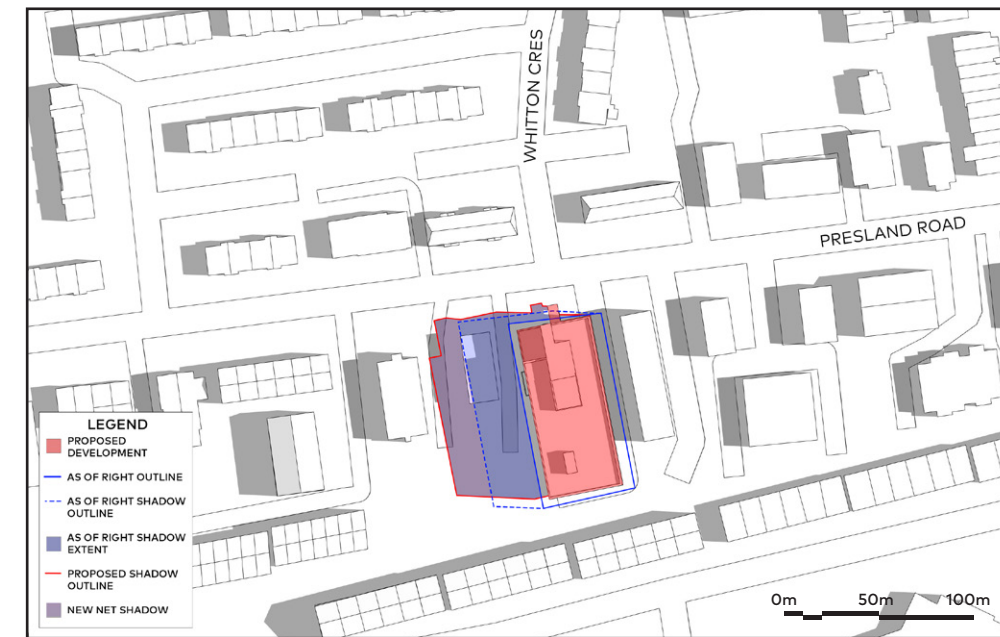 WHITTON CRES
PRESLAND ROAD
LEGEND
PROPOSED
DEVELOPMENT
AS OF RIGHT OUTLINE
AS OF RIGHT SHADOW
OUTLINE
AS OF RIGHT SHADOW
EXTENT
PROPOSED SHADOW
OUTLINE
NEW NET SHADOW
0m 50m 100m